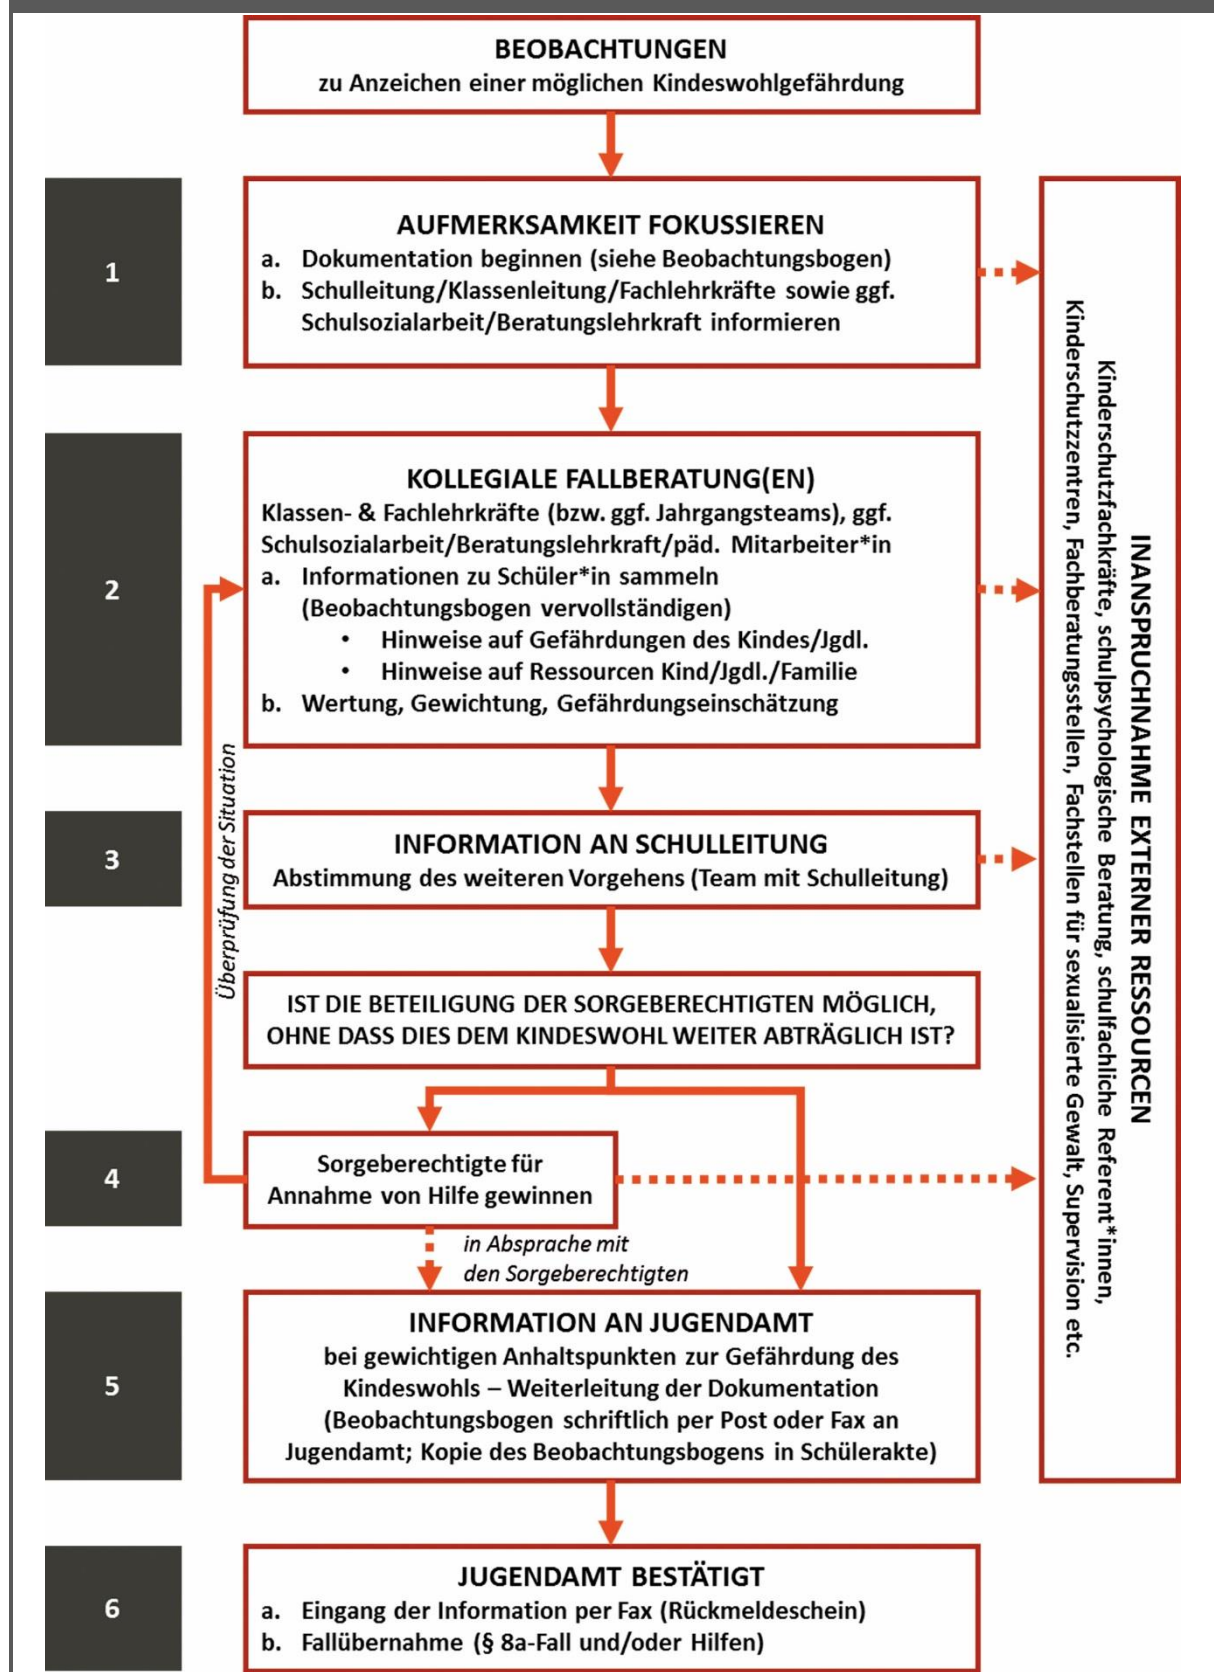 BEOBACHTUNGEN
zu Anzeichen einer möglichen Kindeswohlgefährdung
1
AUFMERKSAMKEIT FOKUSSIEREN
a. Dokumentation beginnen (siehe Beobachtungsbogen)
b. Schulleitung/Klassenleitung/Fachlehrkräfte sowie ggf.
Schulsozialarbeit/Beratungslehrkraft informieren
2
KOLLEGIALE FALLBERATUNG(EN)
Klassen- & Fachlehrkräfte (bzw. ggf. Jahrgangsteams), ggf.
Schulsozialarbeit/Beratungslehrkraft/päd. Mitarbeiter*in
a. Informationen zu Schüler*in sammeln
(Beobachtungsbogen vervollständigen)
• Hinweise auf Gefährdungen des Kindes/Jgdl.
• Hinweise auf Ressourcen Kind/Jgdl./Familie
b. Wertung, Gewichtung, Gefährdungseinschätzung
Überprüfung der Situation
3
INFORMATION AN SCHULLEITUNG
Abstimmung des weiteren Vorgehens (Team mit Schulleitung)
IST DIE BETEILIGUNG DER SORGEBERECHTIGTEN MÖGLICH,
OHNE DASS DIES DEM KINDESWOHL WEITER ABTRÄGLICH IST?
4
Sorgeberechtigte für
Annahme von Hilfe gewinnen
in Absprache mit
den Sorgeberechtigten
5
INFORMATION AN JUGENDAMT
bei gewichtigen Anhaltspunkten zur Gefährdung des
Kindeswohls – Weiterleitung der Dokumentation
(Beobachtungsbogen schriftlich per Post oder Fax an
Jugendamt; Kopie des Beobachtungsbogens in Schülerakte)
6
JUGENDAMT BESTÄTIGT
a. Eingang der Information per Fax (Rückmeldeschein)
b. Fallübernahme (§ 8a-Fall und/oder Hilfen)
INANSPRUCHNAHME EXTERNER RESSOURCEN
Kinderschutzfachkräfte, schulpsychologische Beratung, schulfachliche Referent*innen,
Kinderschutzzentren, Fachberatungsstellen, Fachstellen für sexualisierte Gewalt, Supervision etc.